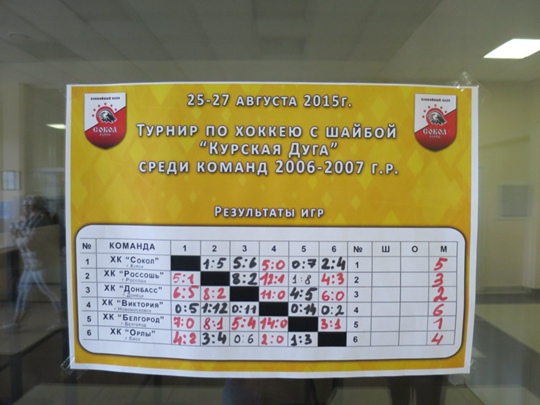 25-27 АВГУСТА 2015г.
ТУРНИР ПО ХОККЕЮ С ШАЙБОЙ
"КУРСКАЯ ДУГА"
СРЕДИ КОМАНД 2006-2007 Г.Р.
СОКОЛ
СОКОЛ
РЕЗУЛЬТАТЫ ИГР
№ КОМАНДА 1 2 3 4 5 6 № Ш О М
1 ХК "СОКОЛ" 1:5 5:6 5:0 0:7 2:4 1 5
2 ХК "РОССОШЬ" 5:1 8:2 12:1 1:8 4:3 2 3
3 ХК "ДОНБАСС" 6:5 8:2 11:0 4:5 6:0 3 2
4 ХК "ВИКТОРИЯ" 0:5 1:12 0:11 0:14 0:2 4 6
5 ХК "БЕЛГОРОД" 7:0 8:1 5:4 14:0 3:1 5 1
6 ХК "ОРЛЫ" 4:2 3:4 0:6 2:0 1:3 6 4